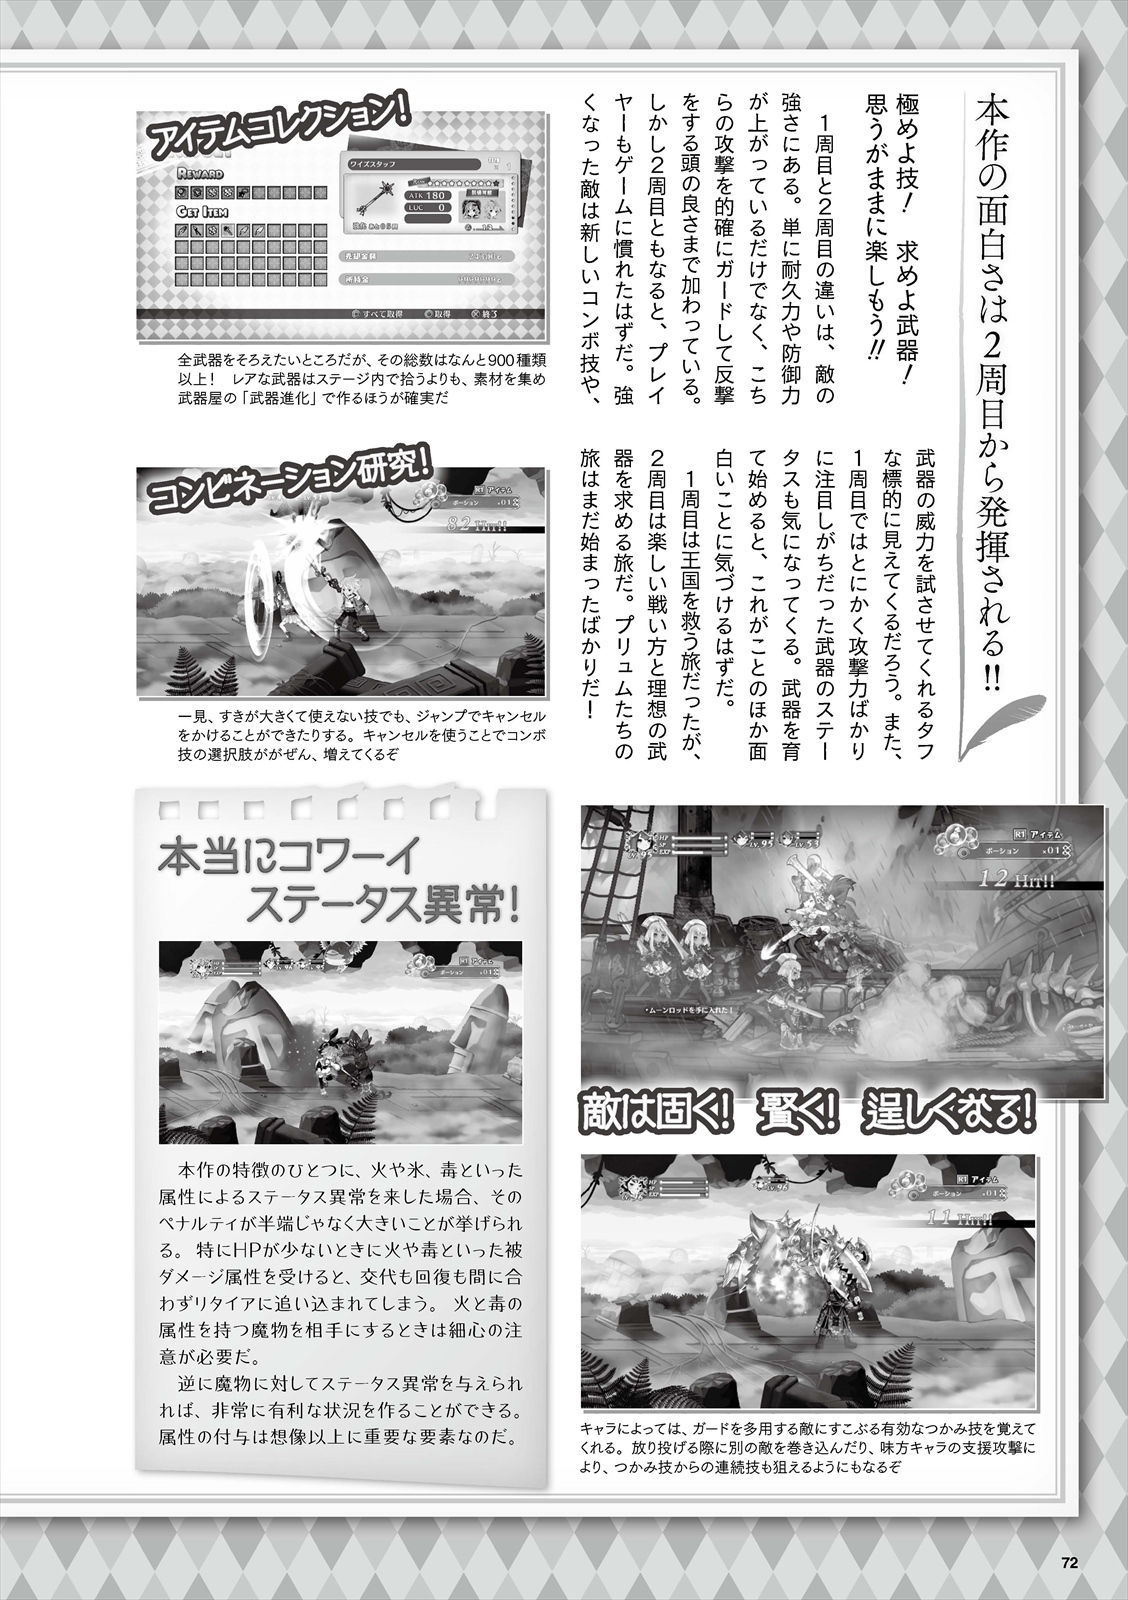 本作の面白さは2周目から発揮される!!
極めよ技！　求めよ武器！
思うがままに楽しもう!!
　1周目と2周目の違いは、敵の
強さにある。単に耐久力や防御力
が上がっているだけでなく、こち
らの攻撃を的確にガードして反撃
をする頭の良さまで加わっている。
しかし2周目ともなると、プレイ
ヤーもゲームに慣れたはずだ。強
くなった敵は新しいコンボ技や、
武器の威力を試させてくれるタフ
な標的に見えてくるだろう。また、
1周目ではとにかく攻撃力ばかり
に注目しがちだった武器のステー
タスも気になってくる。武器を育
て始めると、これがことのほか面
白いことに気づけるはずだ。
　1周目は王国を救う旅だったが、
2周目は楽しい戦い方と理想の武
器を求める旅だ。プリュムたちの
旅はまだ始まったばかりだ！
アイテムコレクション！
REWARD
GET ITEM
ワイズスタッフ
ATK 180
LUC 0
売却金額
所持金
すべて取得
取得
終了
全武器をそろえたいところだが、その総数はなんと900種類
以上！　レアな武器はステージ内で拾うよりも、素材を集め
武器屋の「武器進化」で作るほうが確実だ
コンビネーション研究！
R1 アイテム
ポーション ×01
82 HIT!!
一見、すきが大きくて使えない技でも、ジャンプでキャンセル
をかけることができたりする。キャンセルを使うことでコンボ
技の選択肢ががぜん、増えてくるぞ
HP
SP
EXP
Lv.95
Lv.95
Lv.53
R1 アイテム
ポーション ×01
12 HIT!!
・ムーンロッドを手に入れた！
敵は固く！　賢く！　逞しくなる！
HP
SP
EXP
Lv.96
R1 アイテム
ポーション ×01
11 HIT!!
キャラによっては、ガードを多用する敵にすこぶる有効なつかみ技を覚えて
くれる。放り投げる際に別の敵を巻き込んだり、味方キャラの支援攻撃に
より、つかみ技からの連続技も狙えるようにもなるぞ
本当にコワーイ
ステータス異常！
R1 アイテム
ポーション ×01
　本作の特徴のひとつに、火や氷、毒といった
属性によるステータス異常を来した場合、その
ペナルティが半端じゃなく大きいことが挙げられ
る。特にHPが少ないときに火や毒といった被
ダメージ属性を受けると、交代も回復も間に合
わずリタイアに追い込まれてしまう。火と毒の
属性を持つ魔物を相手にするときは細心の注
意が必要だ。
　逆に魔物に対してステータス異常を与えられ
れば、非常に有利な状況を作ることができる。
属性の付与は想像以上に重要な要素なのだ。
72